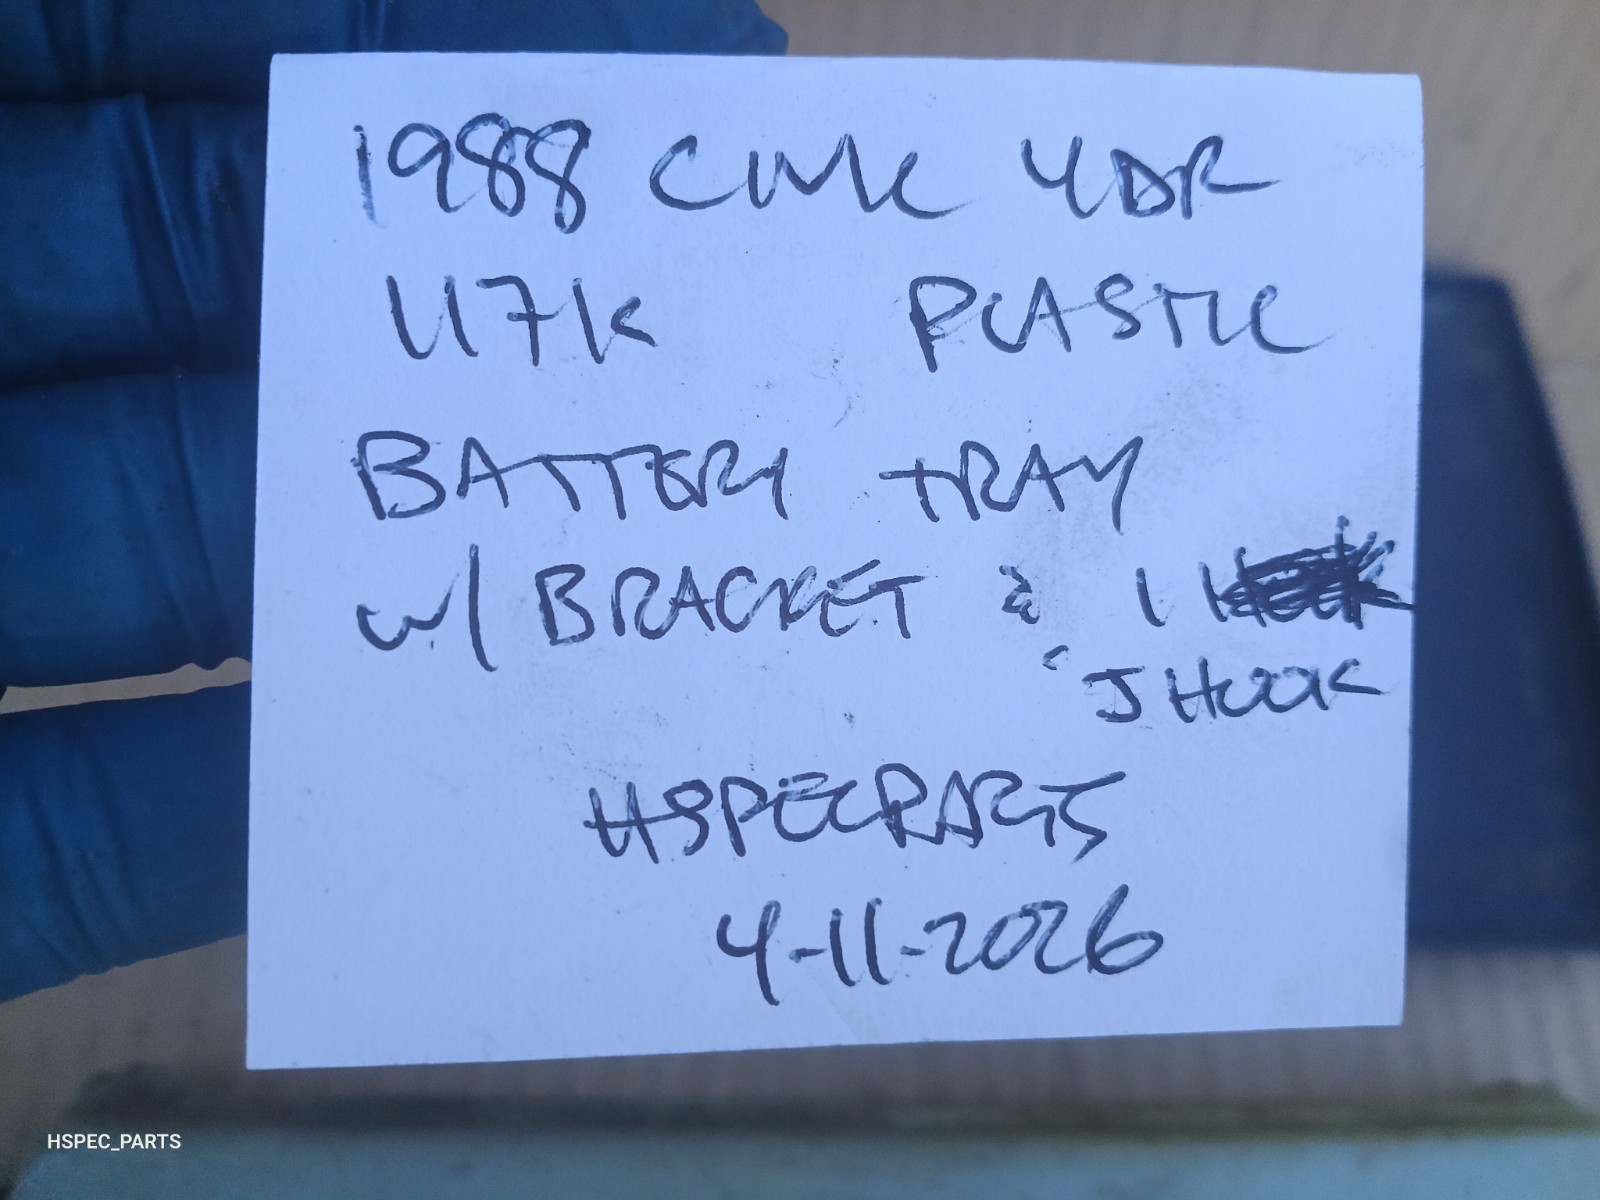 1988 CIVIC 4DR
117K PLASTIC
BATTERY TRAY
w/ BRACKET & 1
J HOOK
HSPECPARTS
4-11-2026
HSPEC_PARTS